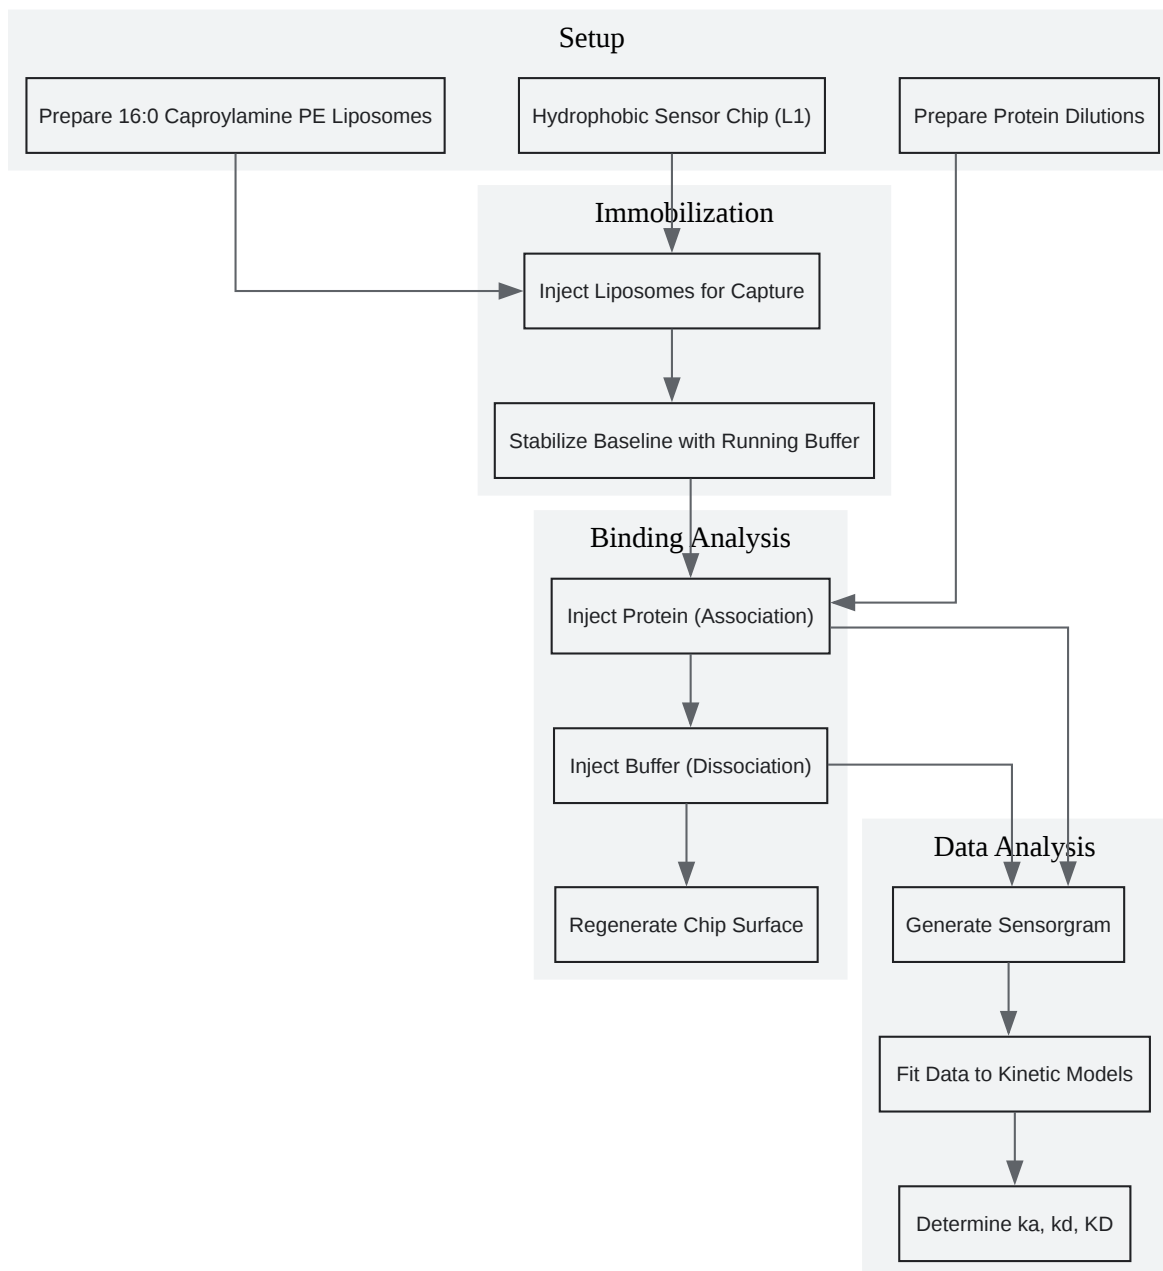 Setup
Prepare 16:0 Caproylamine PE Liposomes
Hydrophobic Sensor Chip (L1)
Prepare Protein Dilutions
Immobilization
Inject Liposomes for Capture
Stabilize Baseline with Running Buffer
Binding Analysis
Inject Protein (Association)
Inject Buffer (Dissociation)
Regenerate Chip Surface
Data Analysis
Generate Sensorgram
Fit Data to Kinetic Models
Determine ka, kd, KD